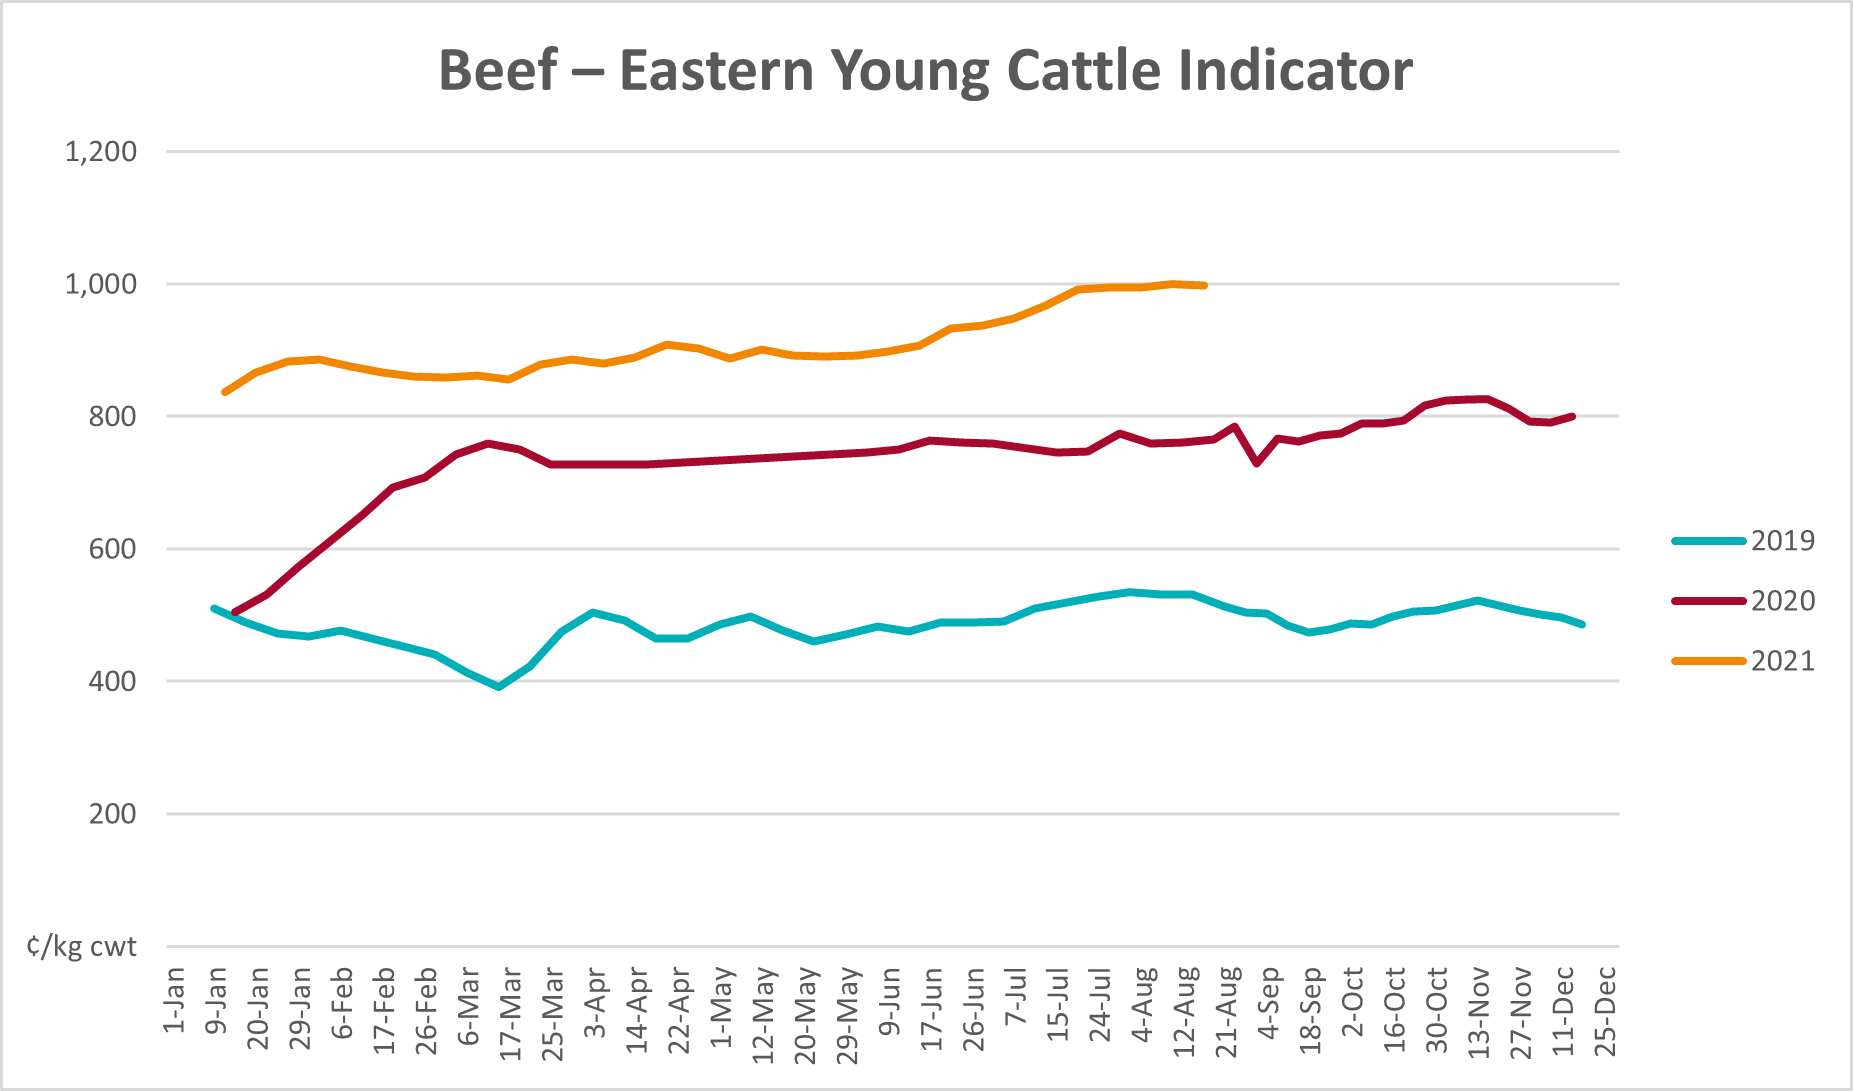 Beef – Eastern Young Cattle Indicator
1,200
1,000
800
600
400
200
¢/kg cwt
1-Jan
9-Jan
20-Jan
29-Jan
6-Feb
17-Feb
26-Feb
6-Mar
17-Mar
25-Mar
3-Apr
14-Apr
22-Apr
1-May
12-May
20-May
29-May
9-Jun
17-Jun
26-Jun
7-Jul
15-Jul
24-Jul
4-Aug
12-Aug
21-Aug
4-Sep
18-Sep
2-Oct
16-Oct
30-Oct
13-Nov
27-Nov
11-Dec
25-Dec
2019
2020
2021